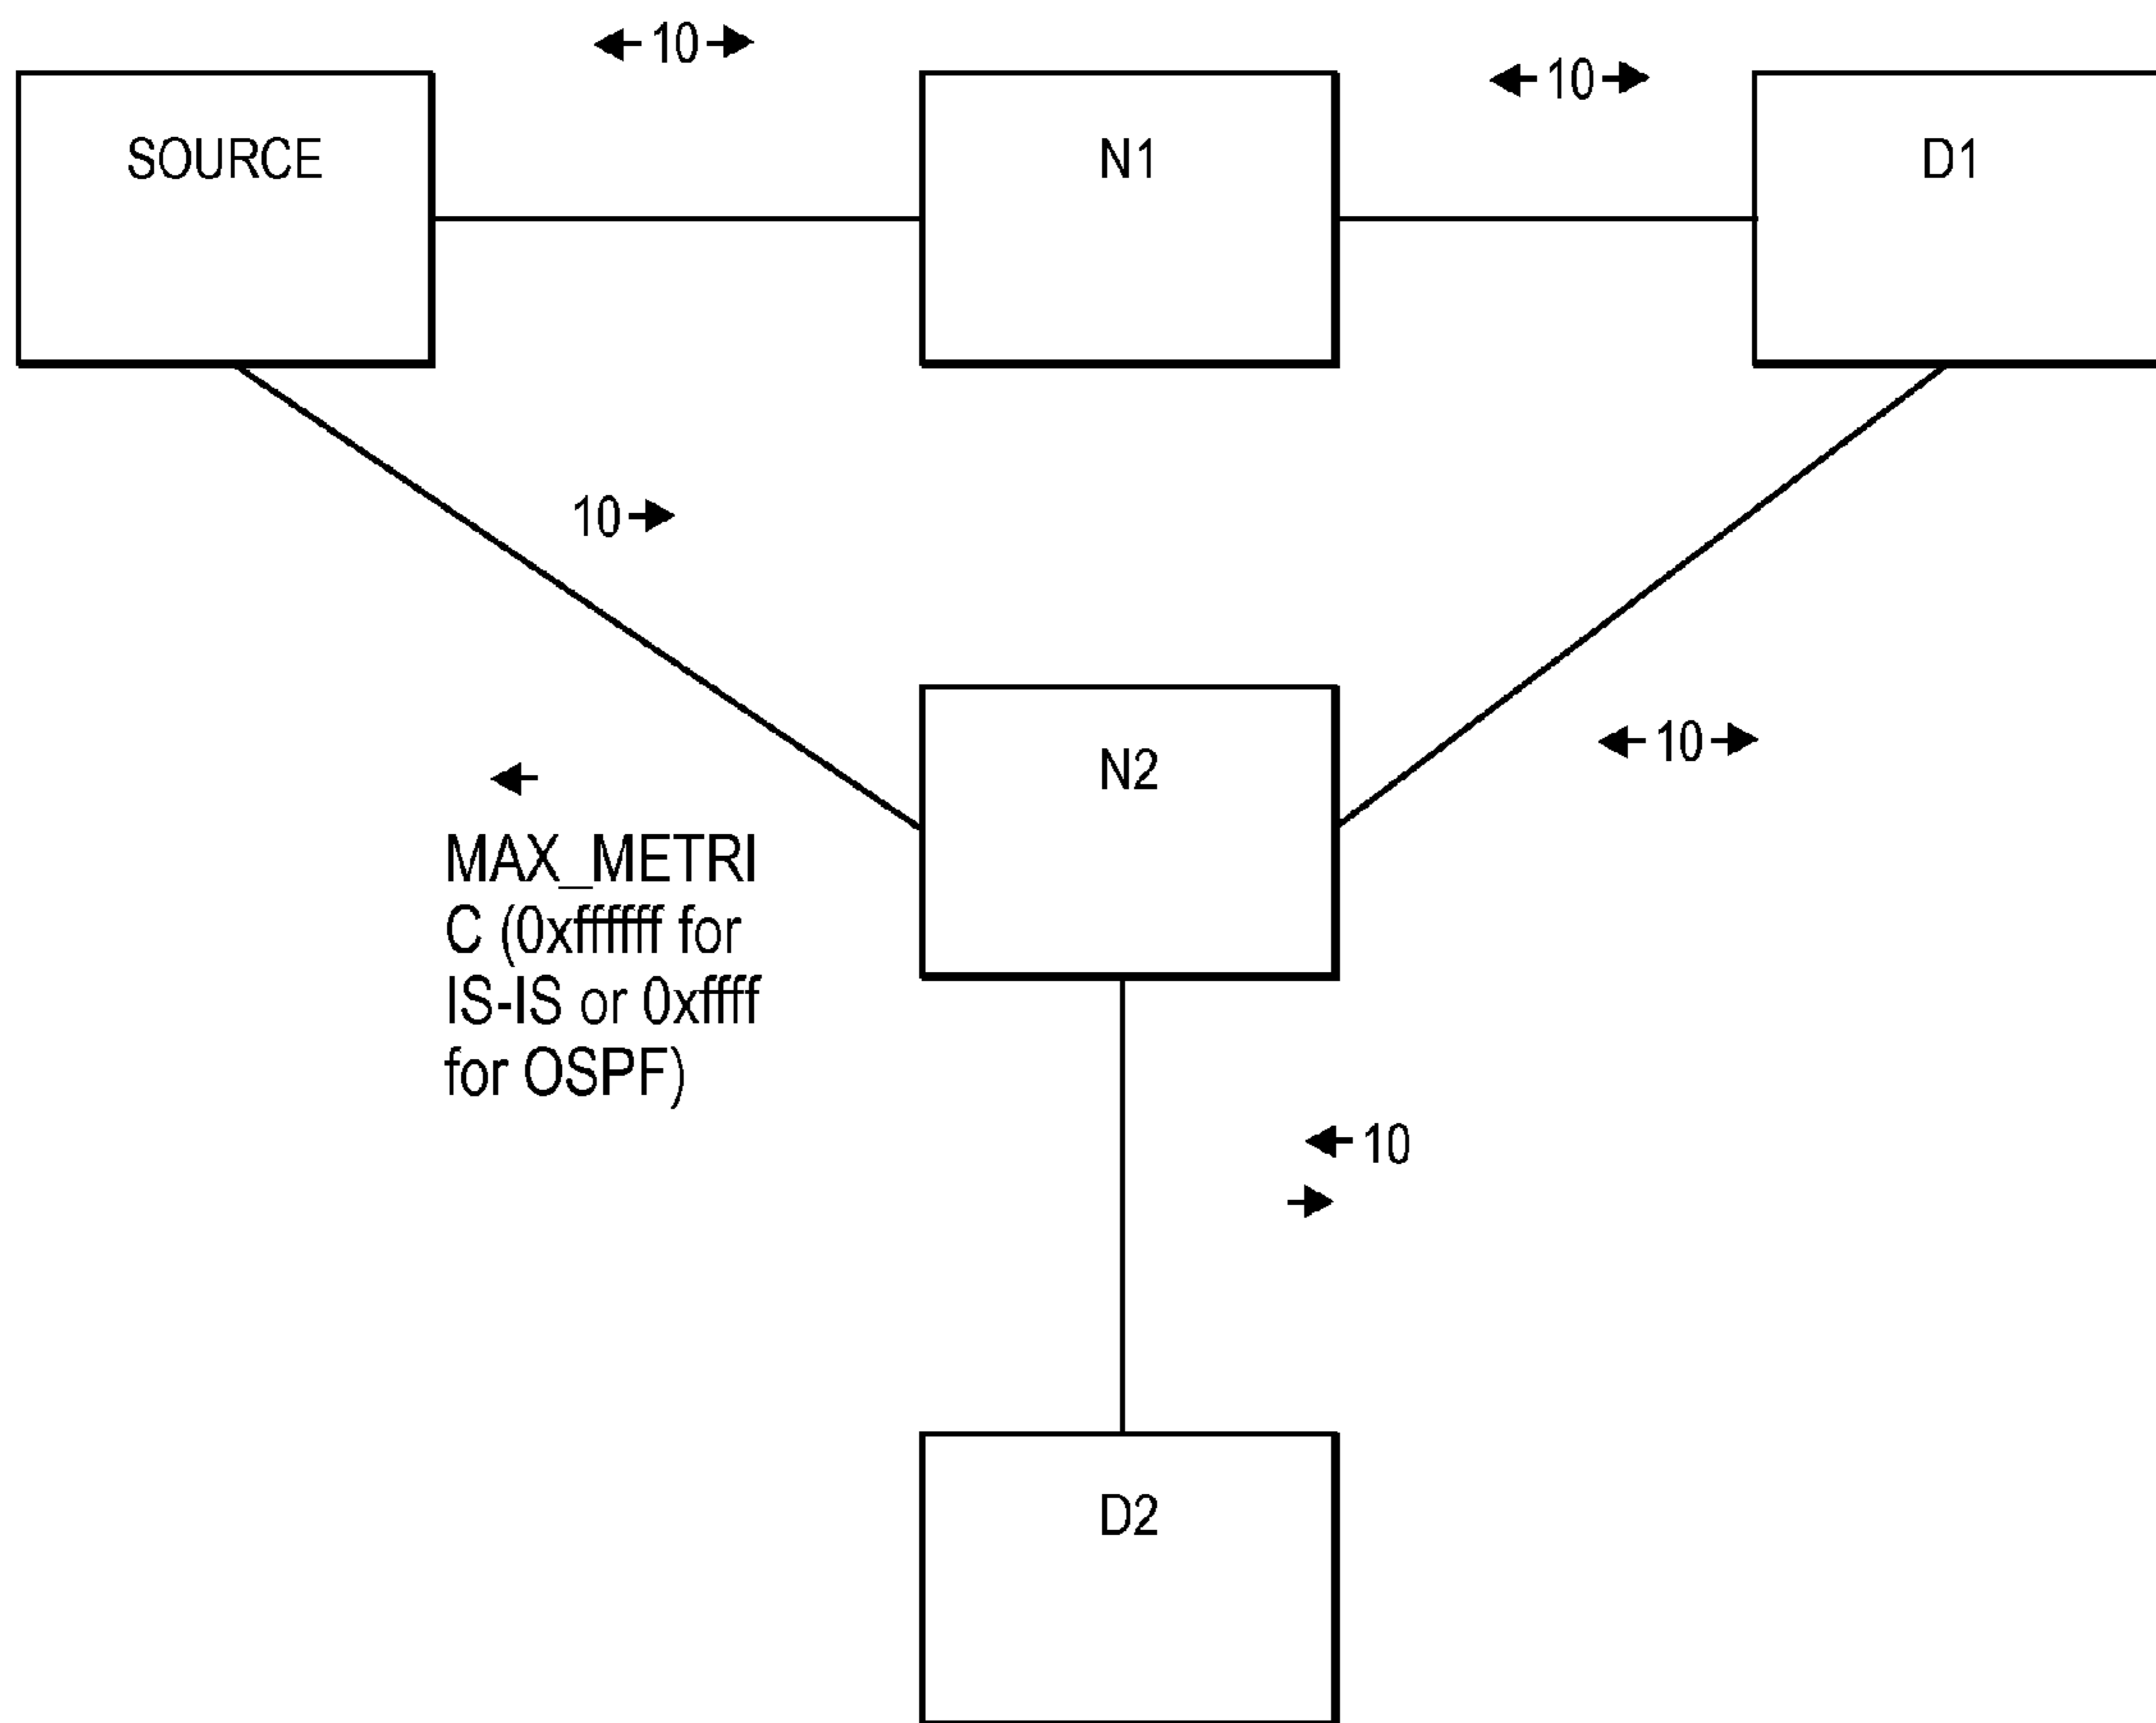 10
10
SOURCE
N1
D1
10
N2
10
MAX_METRI
C (0xffffff for
IS-IS or 0xffff
for OSPF)
10
D2